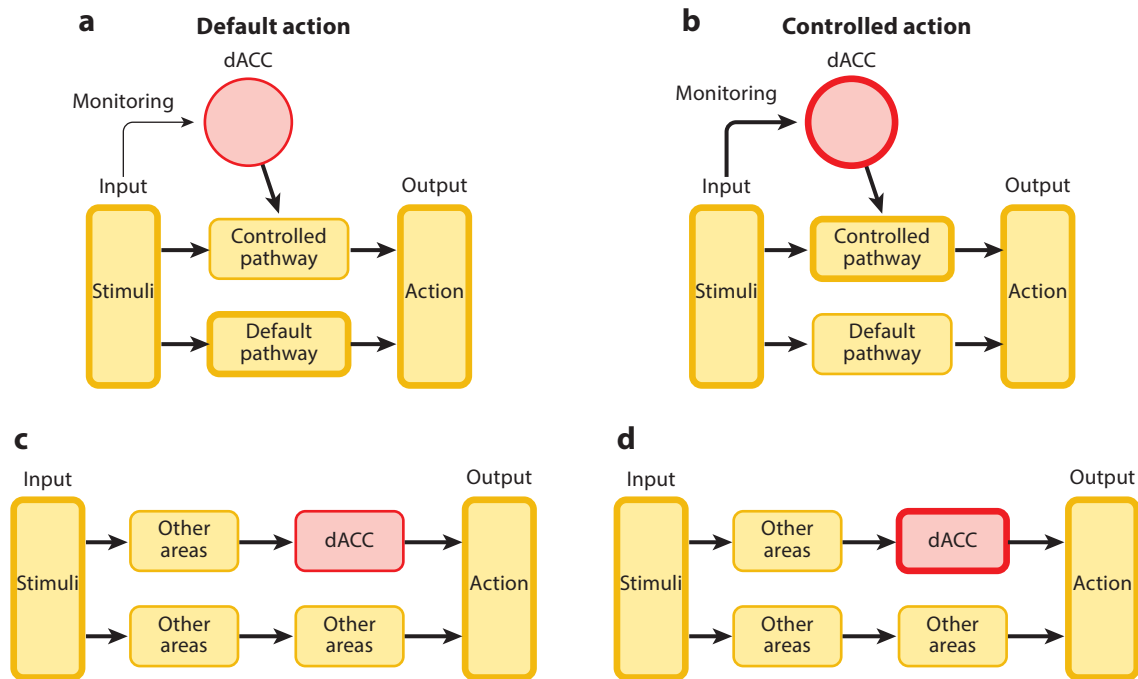 a
Default action
dACC
Monitoring
Input
Output
Stimuli
Controlled
pathway
Default
pathway
Action
b
Controlled action
dACC
Monitoring
Input
Output
Stimuli
Controlled
pathway
Default
pathway
Action
c
Input
Output
Stimuli
Other
areas
dACC
Other
areas
Other
areas
Action
d
Input
Output
Stimuli
Other
areas
dACC
Other
areas
Other
areas
Action